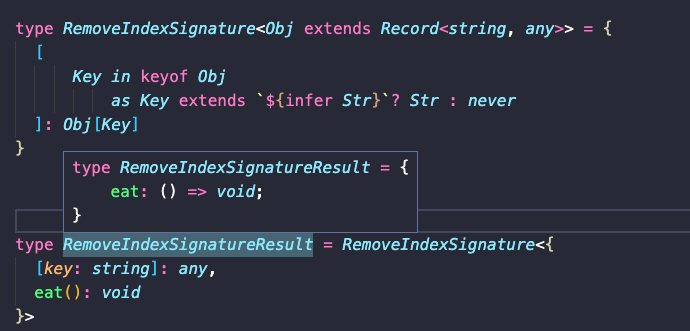 type RemoveIndexSignature<Obj extends Record<string, any>> = {
[
Key in keyof Obj
as Key extends `${infer Str}`? Str : never
]: Obj[Key]
}
type RemoveIndexSignatureResult = {
eat: () => void;
}
type RemoveIndexSignatureResult = RemoveIndexSignature<{
[key: string]: any,
eat(): void
}>